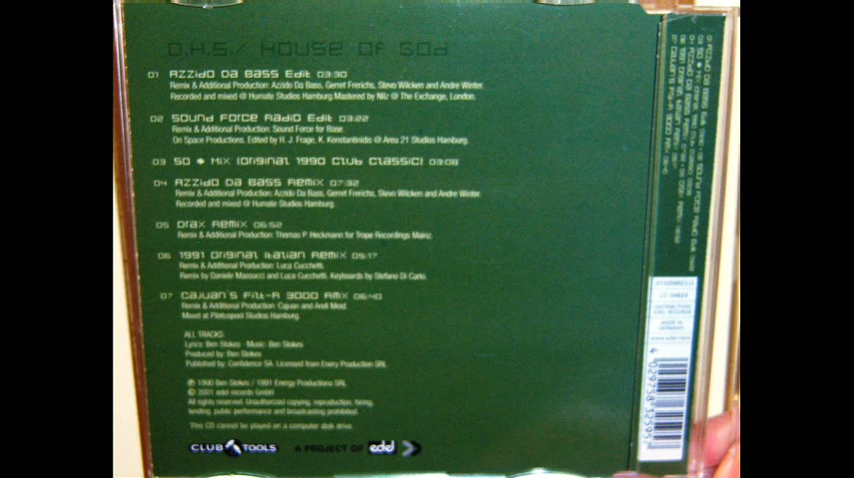 D.H.S./ House of God
01 Azzido Da Bass Edit 03:30
Remix & Additional Production: Azzido Da Bass, Gerret Frerichs, Stevo Wilcken and Andre Winter.
Recorded and mixed @ Humate Studios Hamburg.Mastered by Nilz @ The Exchange, London.
02 Sound Force Radio Edit 03:22
Remix & Additional Production: Sound Force for Base.
On Space Productions. Edited by H. J. Frage, K. Konstantinidis @ Area 21 Studios Hamburg.
03 SO * Mix (Original 1990 Club Classic) 03:08
04 Azzido Da Bass Remix 07:32
Remix & Additional Production: Azzido Da Bass, Gerret Frerichs, Stevo Wilcken and Andre Winter.
Recorded and mixed @ Humate Studios Hamburg.
05 Drax Remix 06:52
Remix & Additional Production: Thomas P. Heckmann for Trope Recordings Mainz.
06 1991 Original Italian Remix 05:17
Remix & Additional Production: Luca Cucchetti.
Remix by Daniele Massucci and Luca Cucchetti. Keyboards by Stefano Di Carlo.
07 Cajuan's Filt-R 3000 RMX 06:40
Remix & Additional Production: Cajuan and
Mixed at Studios Hamburg
ALL TRACKS:
Lyrics: Ben Stokes Music: Ben Stokes
Produced by: Ben Stokes
Published by: Confidence SA. Licensed from Energy Production SRL
℗ 1990 Ben Stokes / 1991 Energy Productions SRL
© 2001 edel records GmbH
All rights reserved. Unauthorized copying, reproduction, hiring,
lending, public performance and broadcasting prohibited.
This CD cannot be played on a computer disk drive.
CLUB TOOLS A PROJECT OF edel
LC 04823
MADE IN
GERMANY